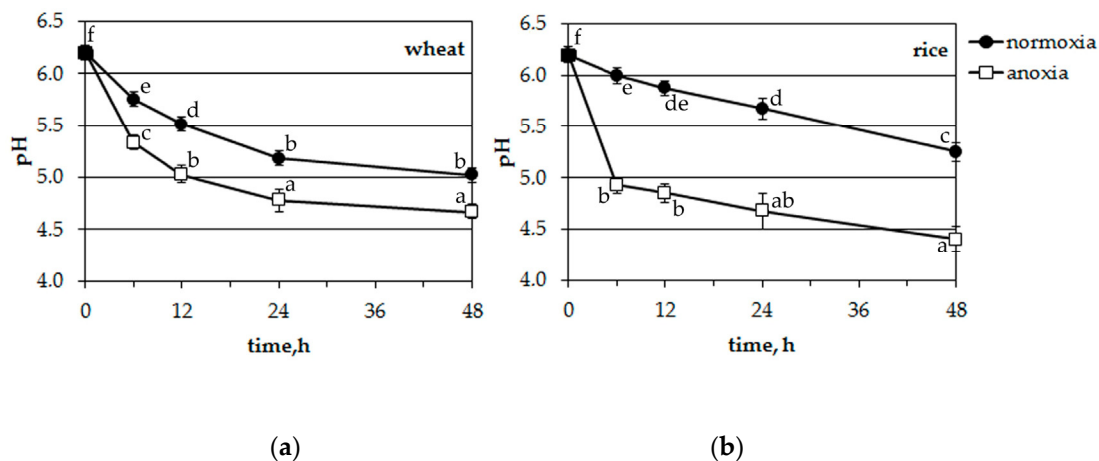 6.5
6.0
5.5
5.0
4.5
4.0
pH
f
e
d
b
b
c
b
a
a
wheat
0
12
24
36
48
time,h
(a)
6.5
6.0
5.5
5.0
4.5
4.0
pH
f
e
de
d
c
b
b
ab
a
rice
0
12
24
36
48
time, h
(b)
normoxia
anoxia